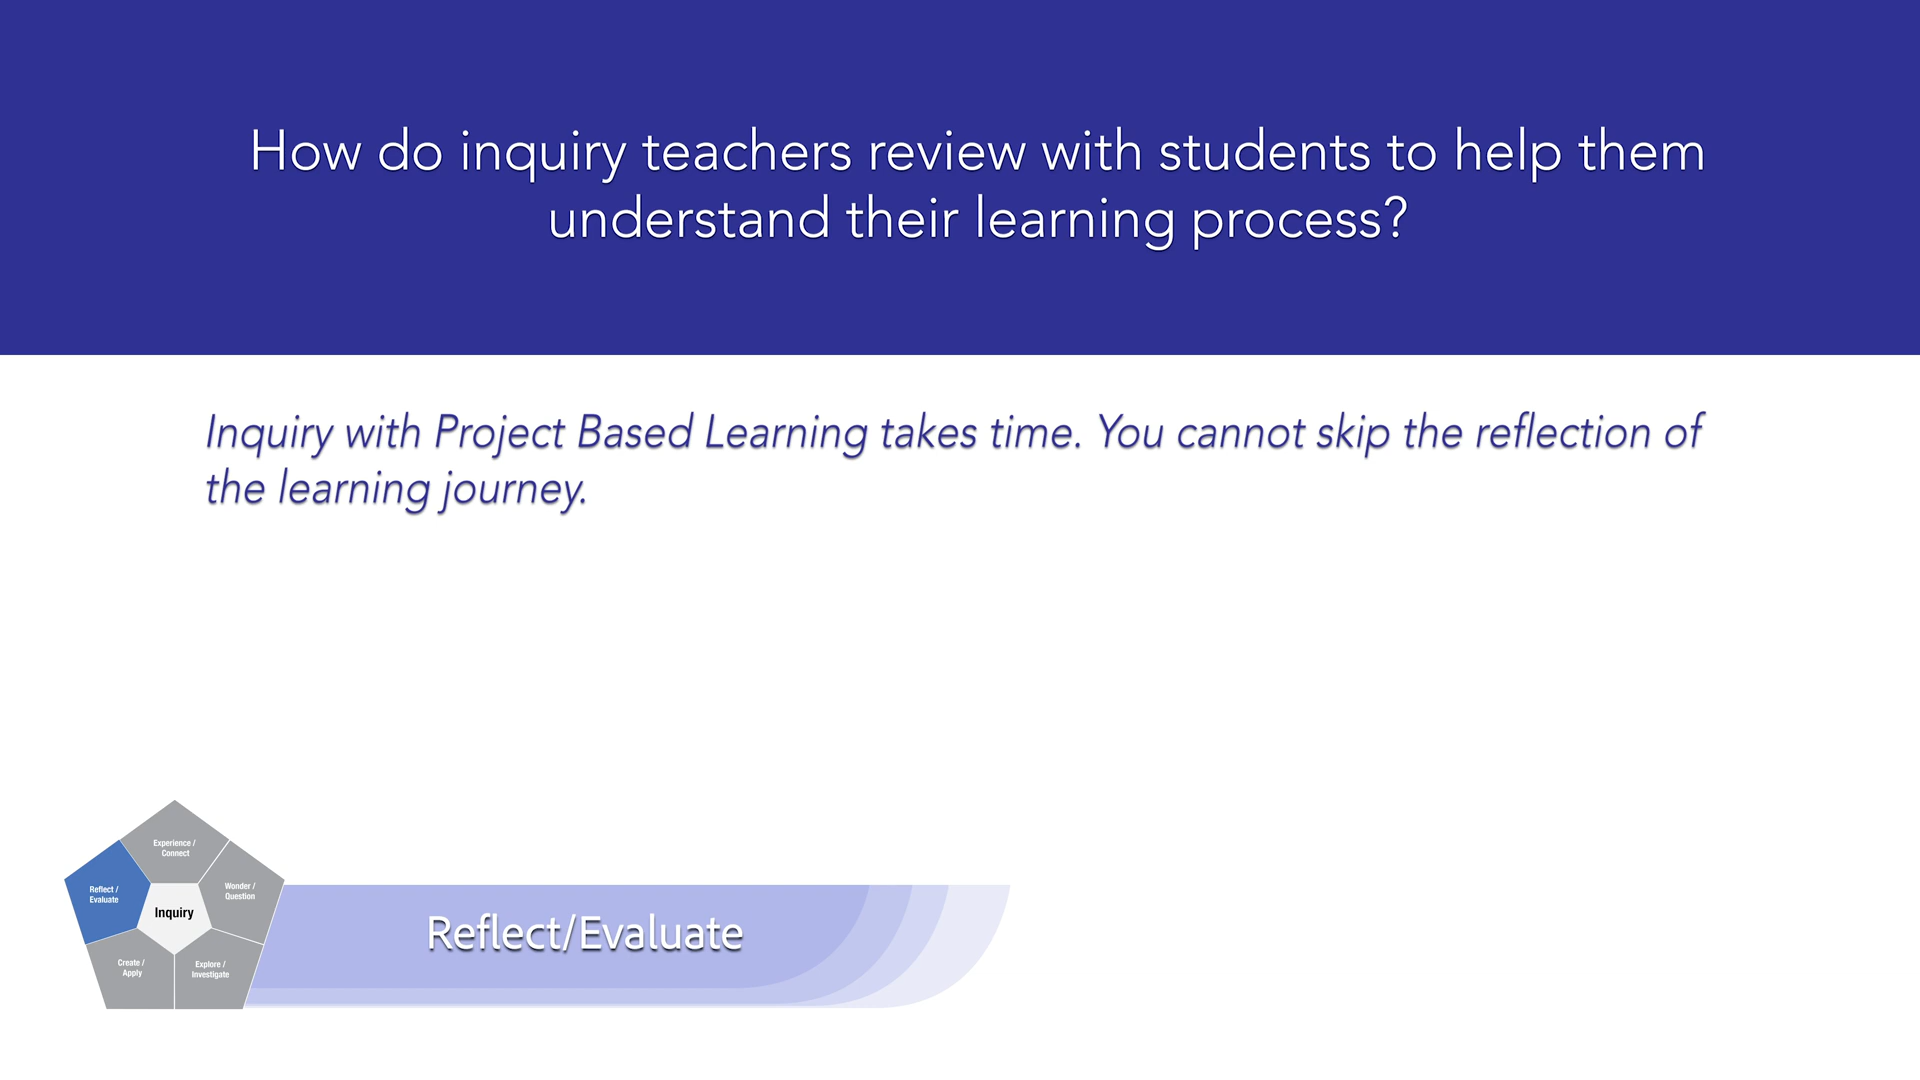 How do inquiry teachers review with students to help them
understand their learning process?
Inquiry with Project Based Learning takes time. You cannot skip the reflection of
the learning journey.
Experience /
Connect
Reflect /
Evaluate
Wonder /
Question
Inquiry
Create /
Apply
Explore /
Investigate
Reflect/Evaluate